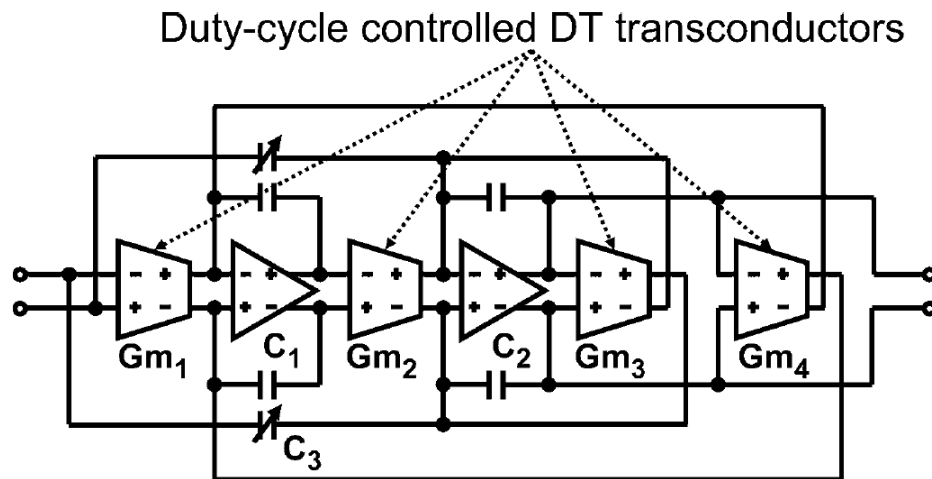 Duty-cycle controlled DT transconductors
- + - + - + - + - + - +
+ - + - + - + - + - + -
Gm1 C1 Gm2 C2 Gm3 Gm4
C3